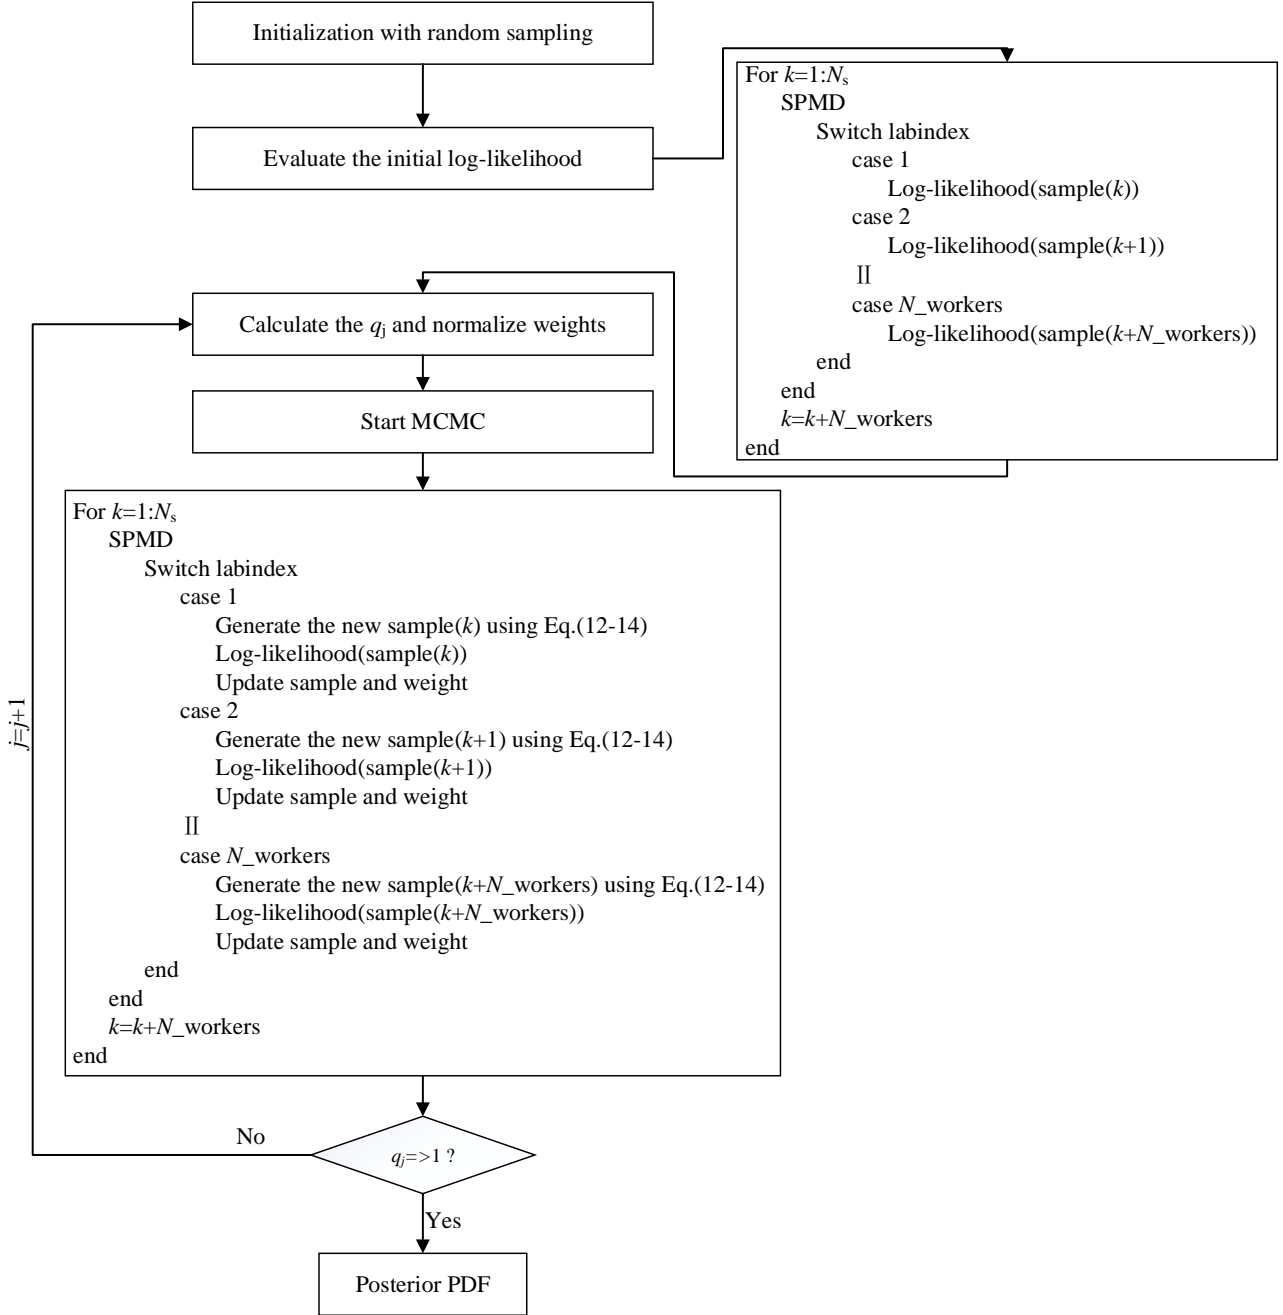 Initialization with random sampling
Evaluate the initial log-likelihood
For k=1:Ns
SPMD
Switch labindex
case 1
Log-likelihood(sample(k))
case 2
Log-likelihood(sample(k+1))
II
case N_workers
Log-likelihood(sample(k+N_workers))
end
end
k=k+N_workers
end
Calculate the qj and normalize weights
Start MCMC
For k=1:Ns
SPMD
Switch labindex
case 1
Generate the new sample(k) using Eq.(12-14)
Log-likelihood(sample(k))
Update sample and weight
case 2
Generate the new sample(k+1) using Eq.(12-14)
Log-likelihood(sample(k+1))
Update sample and weight
II
case N_workers
Generate the new sample(k+N_workers) using Eq.(12-14)
Log-likelihood(sample(k+N_workers))
Update sample and weight
end
end
k=k+N_workers
end
j=j+1
No
qj=>1 ?
Yes
Posterior PDF